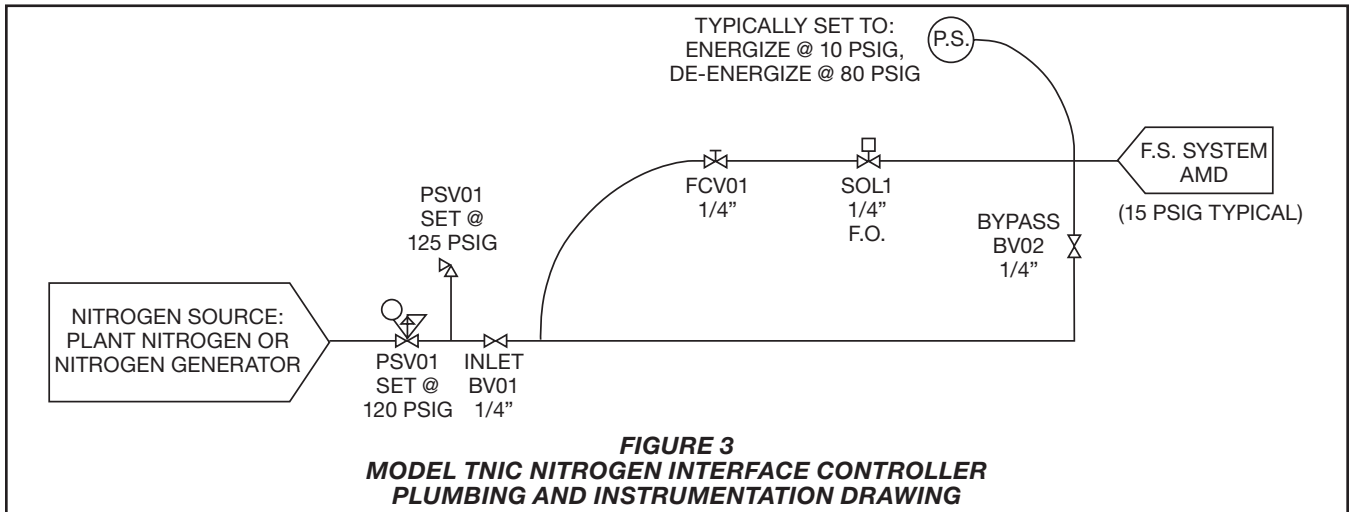 TYPICALLY SET TO:
ENERGIZE @ 10 PSIG,
DE-ENERGIZE @ 80 PSIG
P.S.
F.S. SYSTEM
AMD
(15 PSIG TYPICAL)
FCV01
1/4"
SOL1
1/4"
F.O.
BYPASS
BV02
1/4"
PSV01
SET @
125 PSIG
NITROGEN SOURCE:
PLANT NITROGEN OR
NITROGEN GENERATOR
PSV01
SET @
120 PSIG
INLET
BV01
1/4"
FIGURE 3
MODEL TNIC NITROGEN INTERFACE CONTROLLER
PLUMBING AND INSTRUMENTATION DRAWING